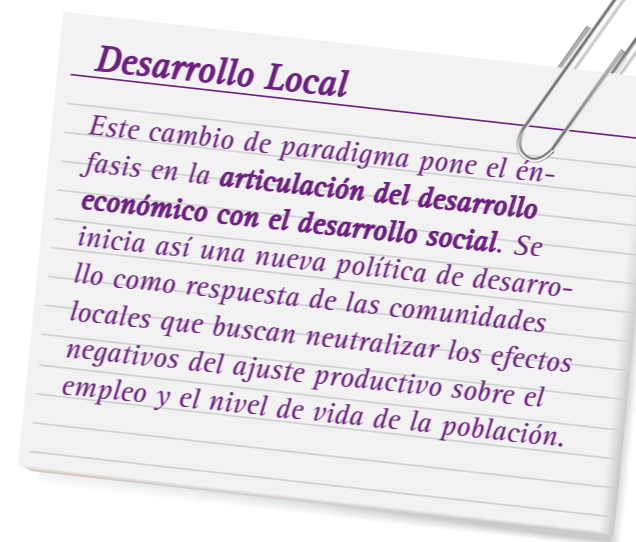 Desarrollo Local
Este cambio de paradigma pone el én-
fasis en la articulación del desarrollo
económico con el desarrollo social. Se
inicia así una nueva política de desarro-
llo como respuesta de las comunidades
locales que buscan neutralizar los efectos
negativos del ajuste productivo sobre el
empleo y el nivel de vida de la población.